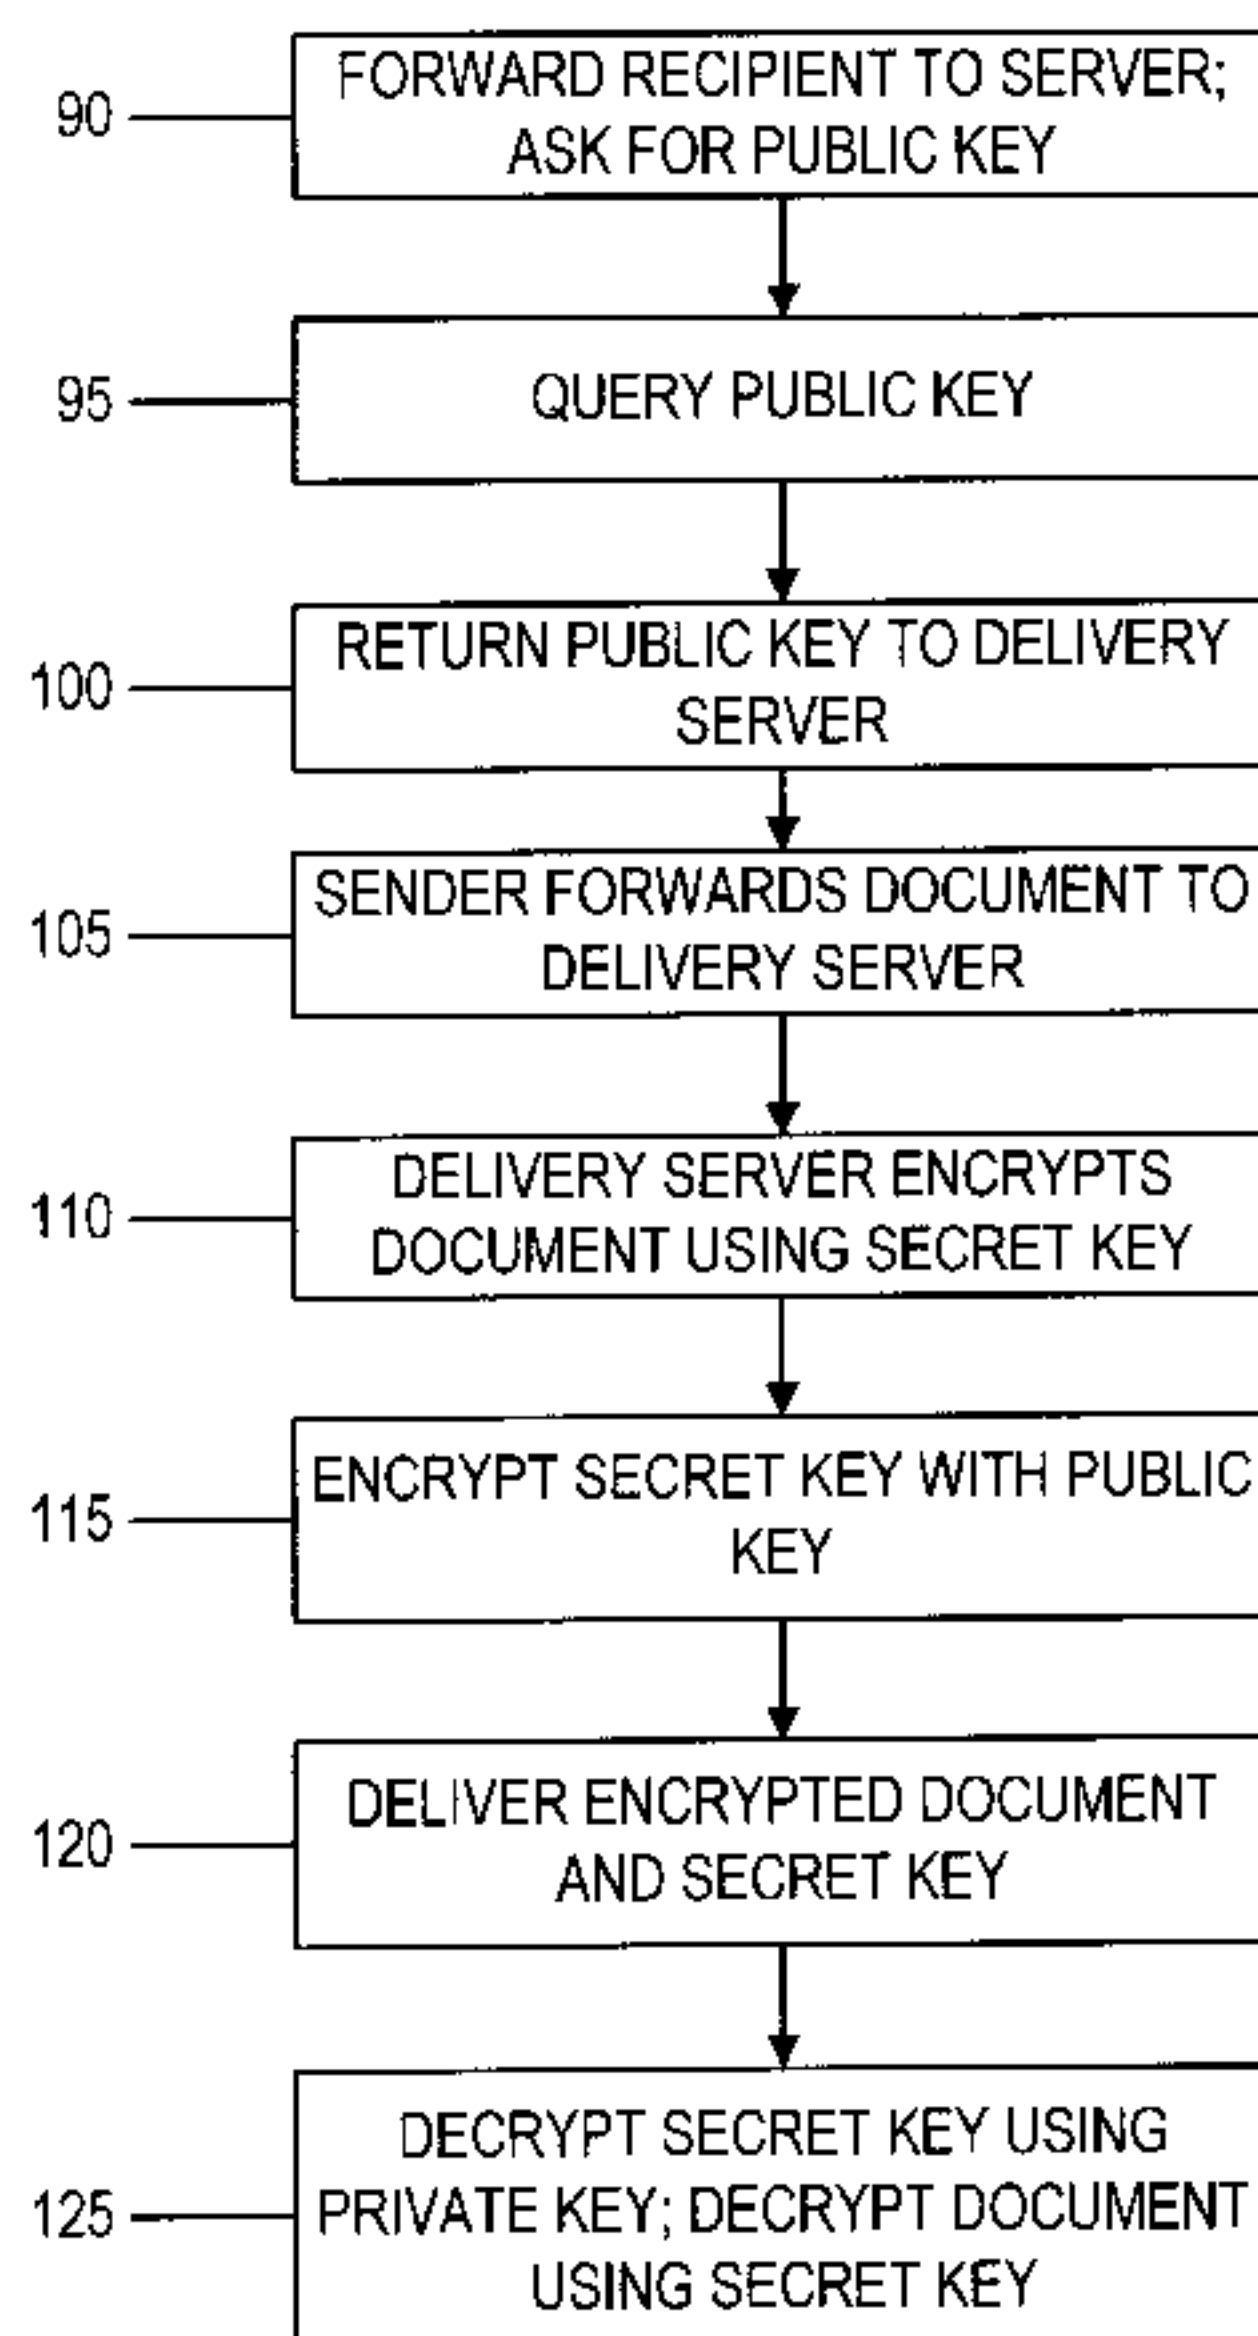 FORWARD RECIPIENT TO SERVER;
90
ASK FOR PUBLIC KEY
95
QUERY PUBLIC KEY
RETURN PUBLIC KEY TO DELIVERY
100
SERVER
SENDER FORWARDS DOCUMENT TO
105
DELIVERY SERVER
DELIVERY SERVER ENCRYPTS
110
DOCUMENT USING SECRET KEY
ENCRYPT SECRET KEY WITH PUBLIC
115
KEY
DELIVER ENCRYPTED DOCUMENT
120
AND SECRET KEY
DECRYPT SECRET KEY USING
125
PRIVATE KEY; DECRYPT DOCUMENT
USING SECRET KEY